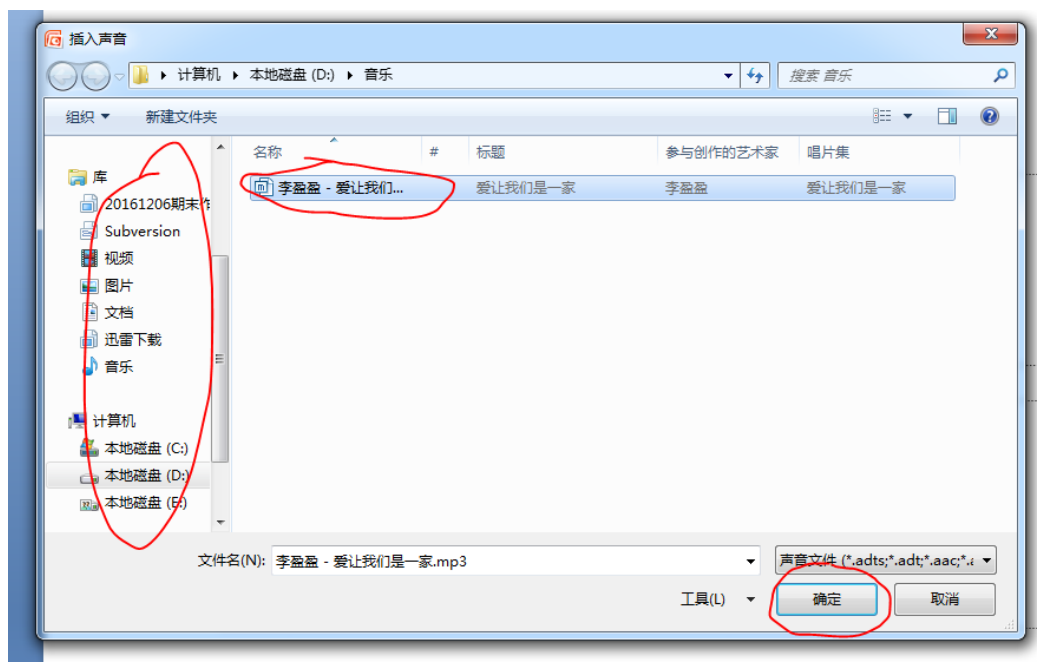 插入声音
计算机 本地磁盘 (D:) 音乐 搜索 音乐
组织 新建文件夹
名称 # 标题 参与创作的艺术家 唱片集
李盈盈 - 爱让我们... 爱让我们是一家 李盈盈 爱让我们是一家
库
20161206期末作
Subversion
视频
图片
文档
迅雷下载
音乐
计算机
本地磁盘 (C:)
本地磁盘 (D:)
本地磁盘 (E:)
文件名(N): 李盈盈 - 爱让我们是一家.mp3 声音文件 (*.adts;*.adt;*.aac;*.a
工具(L) 确定 取消